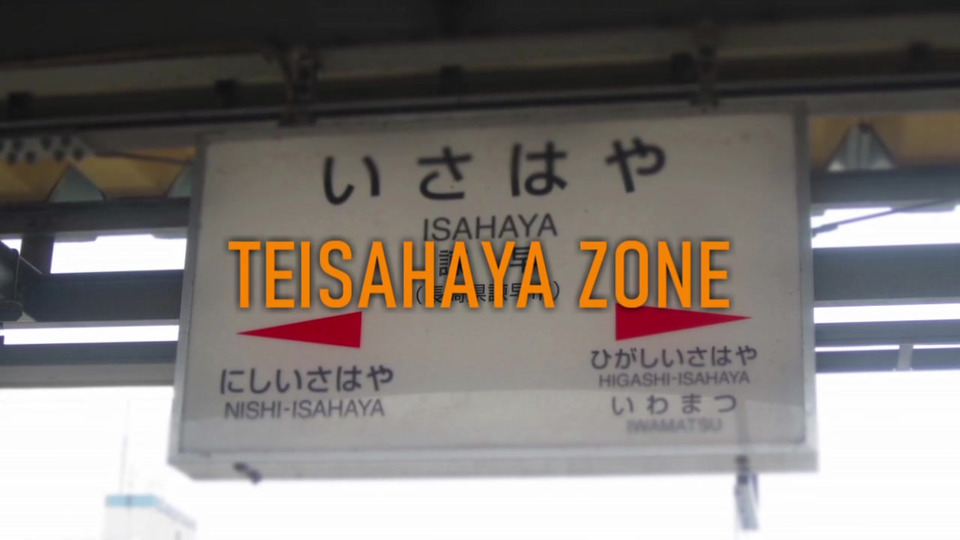 いさはや
ISAHAYA
TEISAHAYA ZONE
にしいさはや
NISHI-ISAHAYA
ひがしいさはや
HIGASHI-ISAHAYA
いわまつ
IWAMATSU